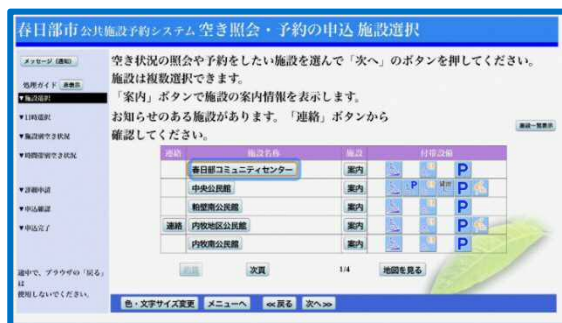 春日部市公共施設予約システム 空き照会・予約の申込 施設選択
メッセージ(通知)
処理ガイド 非表示
▼施設選択
▼日時選択
▼施設別空き状況
▼時間帯別空き状況
▼詳細申請
▼申込確認
▼申込完了
途中で、ブラウザの「戻る」
は
使用しないでください。
空き状況の照会や予約をしたい施設を選んで「次へ」のボタンを押してください。
施設は複数選択できます。
「案内」ボタンで施設の案内情報を表示します。
お知らせのある施設があります。「連絡」ボタンから
確認してください。
施設一覧表示
連絡 施設名称 施設 付帯設備
春日部コミュニティセンター 案内 P
中央公民館 案内 P P
粕壁南公民館 案内 P
連絡 内牧地区公民館 案内 P
内牧南公民館 案内 P
前頁 次頁 1/4 地図を見る
色・文字サイズ変更 メニューへ ≪戻る 次へ≫